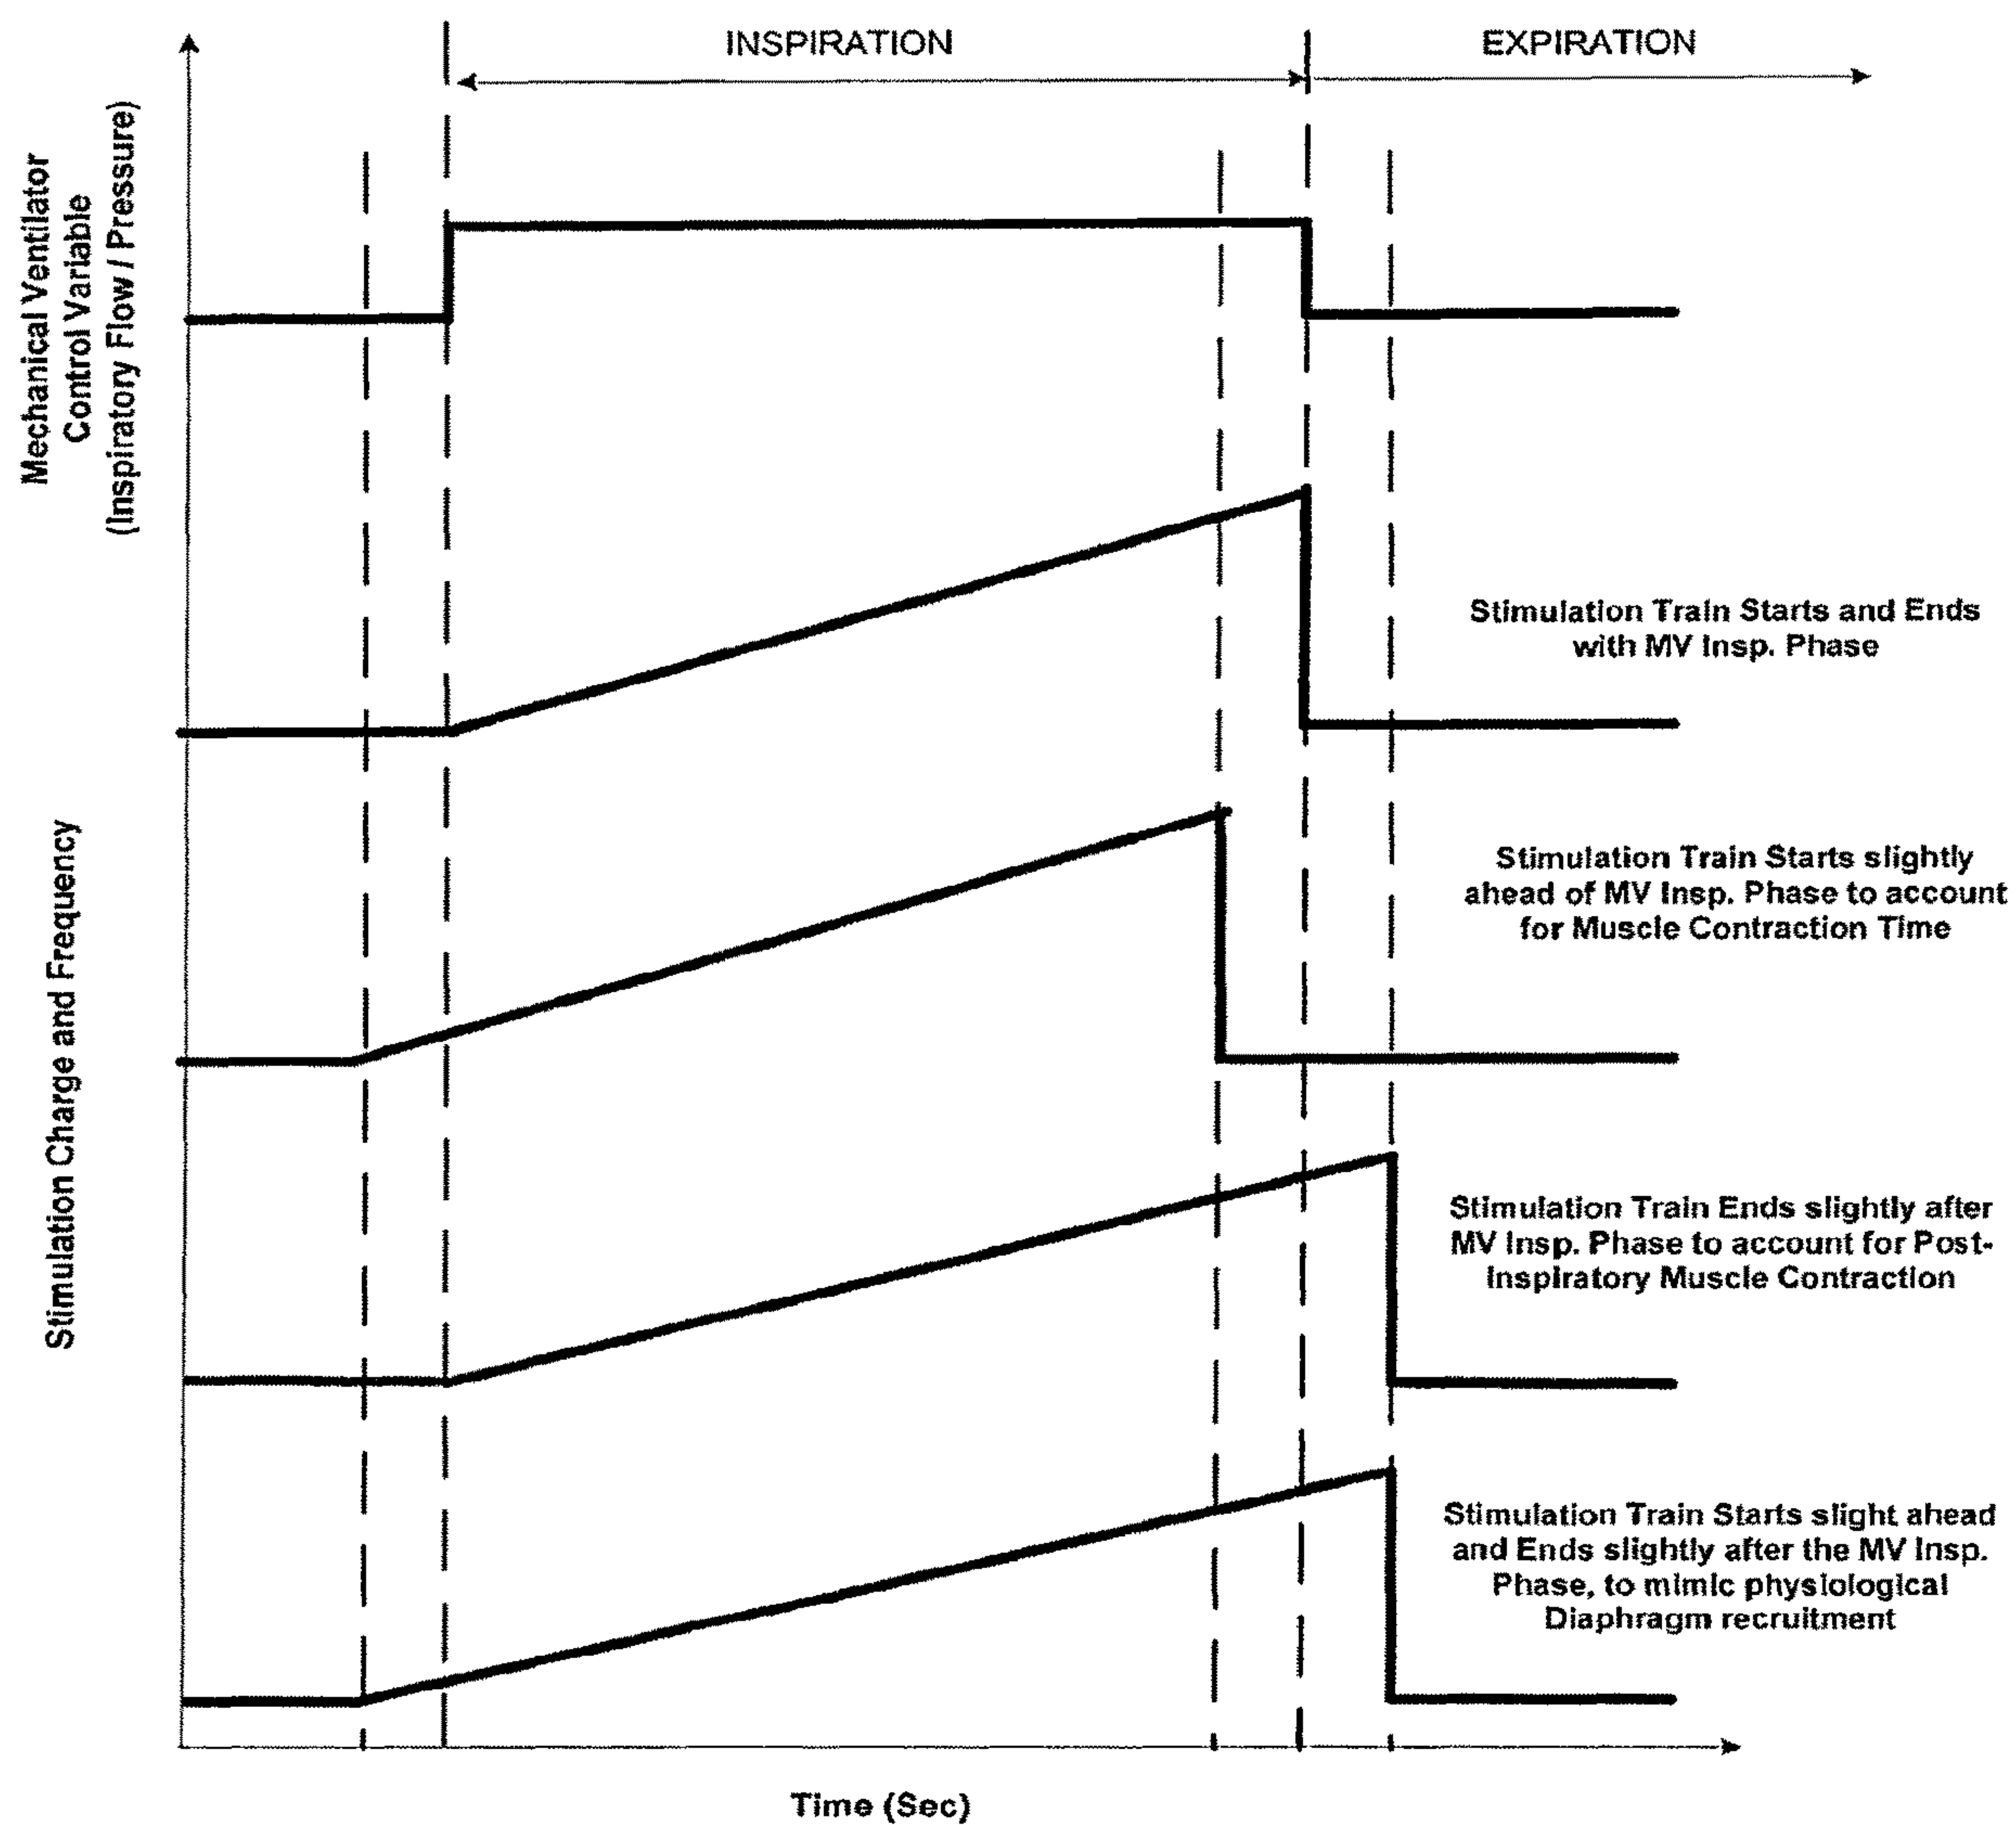 INSPIRATION
EXPIRATION
Mechanical Ventilator
Control Variable
(Inspiratory Flow / Pressure)
Stimulation Train Starts and Ends
with MV Insp. Phase
Stimulation Train Starts slightly
ahead of MV Insp. Phase to account
for Muscle Contraction Time
Stimulation Charge and Frequency
Stimulation Train Ends slightly after
MV Insp. Phase to account for Post-
Inspiratory Muscle Contraction
Stimulation Train Starts slight ahead
and Ends slightly after the MV Insp.
Phase, to mimic physiological
Diaphragm recruitment
Time (Sec)